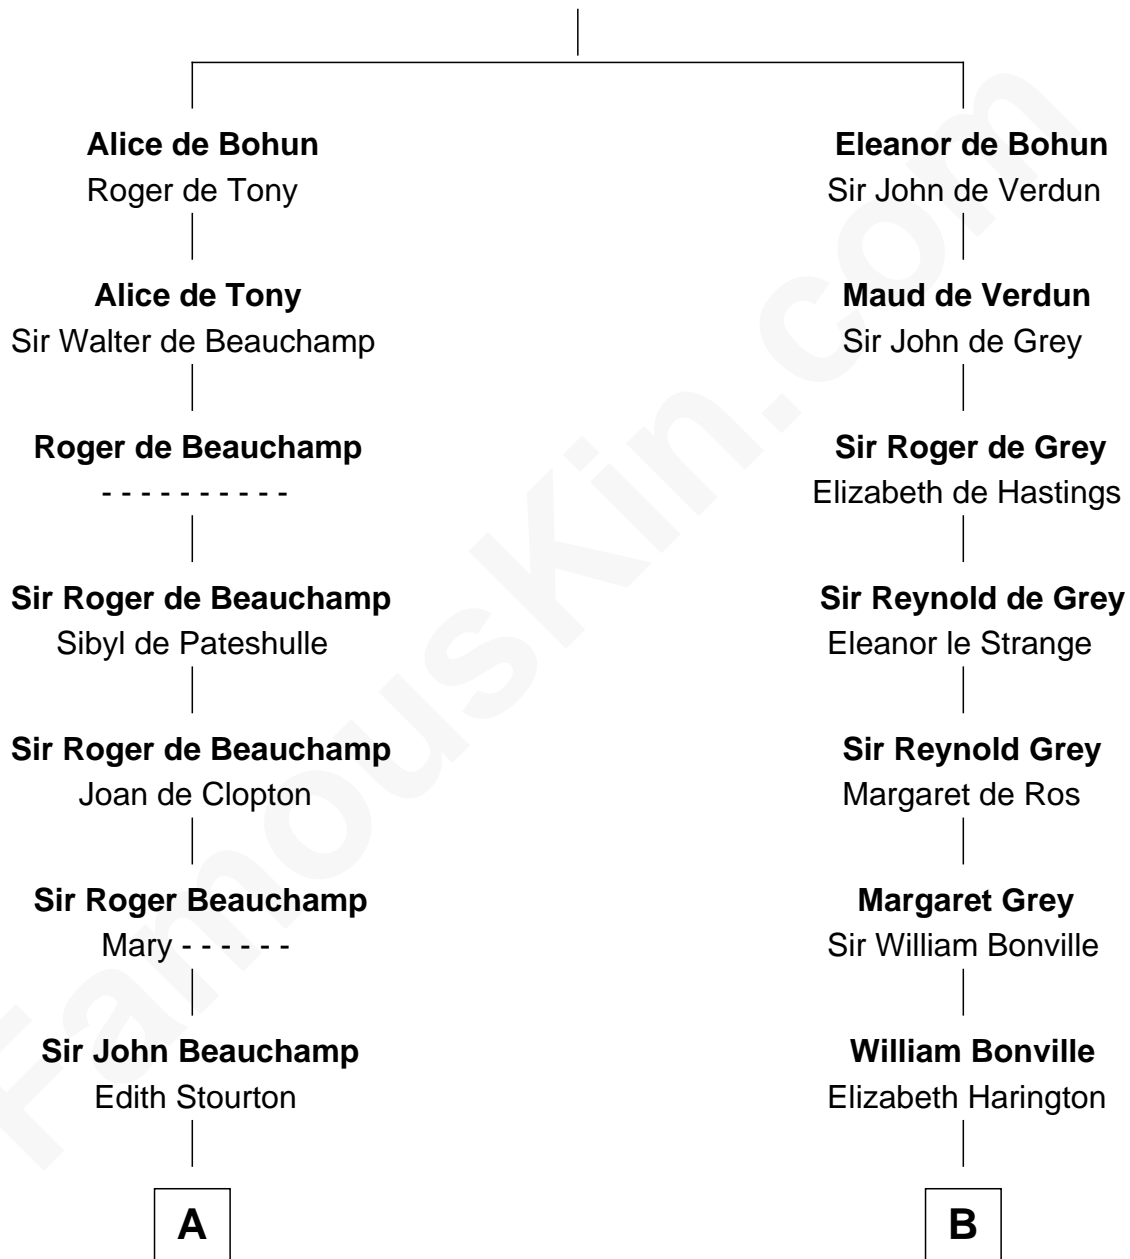 Alice de Bohun
Roger de Tony
Eleanor de Bohun
Sir John de Verdun
Alice de Tony
Sir Walter de Beauchamp
Maud de Verdun
Sir John de Grey
Roger de Beauchamp
- - - - - - - - - -
Sir Roger de Grey
Elizabeth de Hastings
Sir Roger de Beauchamp
Sibyl de Pateshulle
Sir Reynold de Grey
Eleanor le Strange
Sir Roger de Beauchamp
Joan de Clopton
Sir Reynold Grey
Margaret de Ros
Sir Roger Beauchamp
Mary - - - - - -
Margaret Grey
Sir William Bonville
Sir John Beauchamp
Edith Stourton
William Bonville
Elizabeth Harington
A
B
FamousKin.com